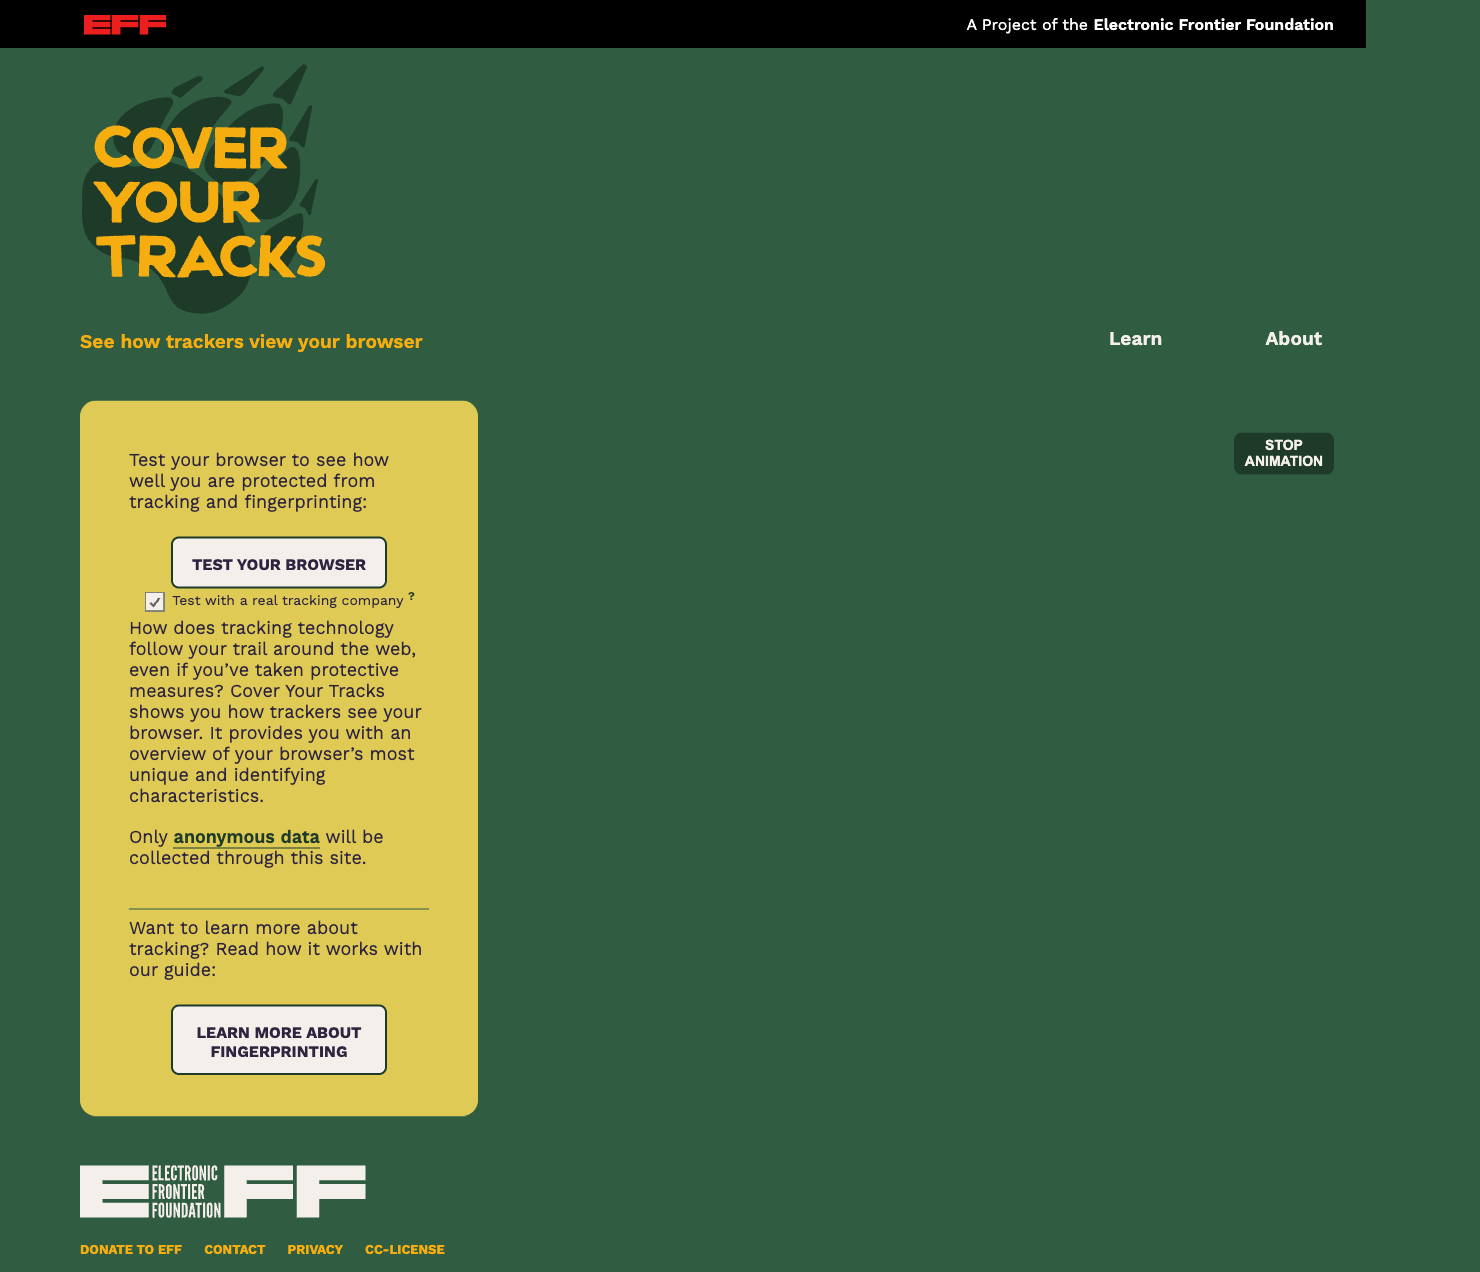 EFF
A Project of the Electronic Frontier Foundation
COVER
YOUR
TRACKS
See how trackers view your browser
Learn
About
STOP
ANIMATION
Test your browser to see how
well you are protected from
tracking and fingerprinting:
TEST YOUR BROWSER
Test with a real tracking company ?
How does tracking technology
follow your trail around the web,
even if you’ve taken protective
measures? Cover Your Tracks
shows you how trackers see your
browser. It provides you with an
overview of your browser’s most
unique and identifying
characteristics.
Only anonymous data will be
collected through this site.
Want to learn more about
tracking? Read how it works with
our guide:
LEARN MORE ABOUT
FINGERPRINTING
EFF
ELECTRONIC
FRONTIER
FOUNDATION
DONATE TO EFF CONTACT PRIVACY CC-LICENSE